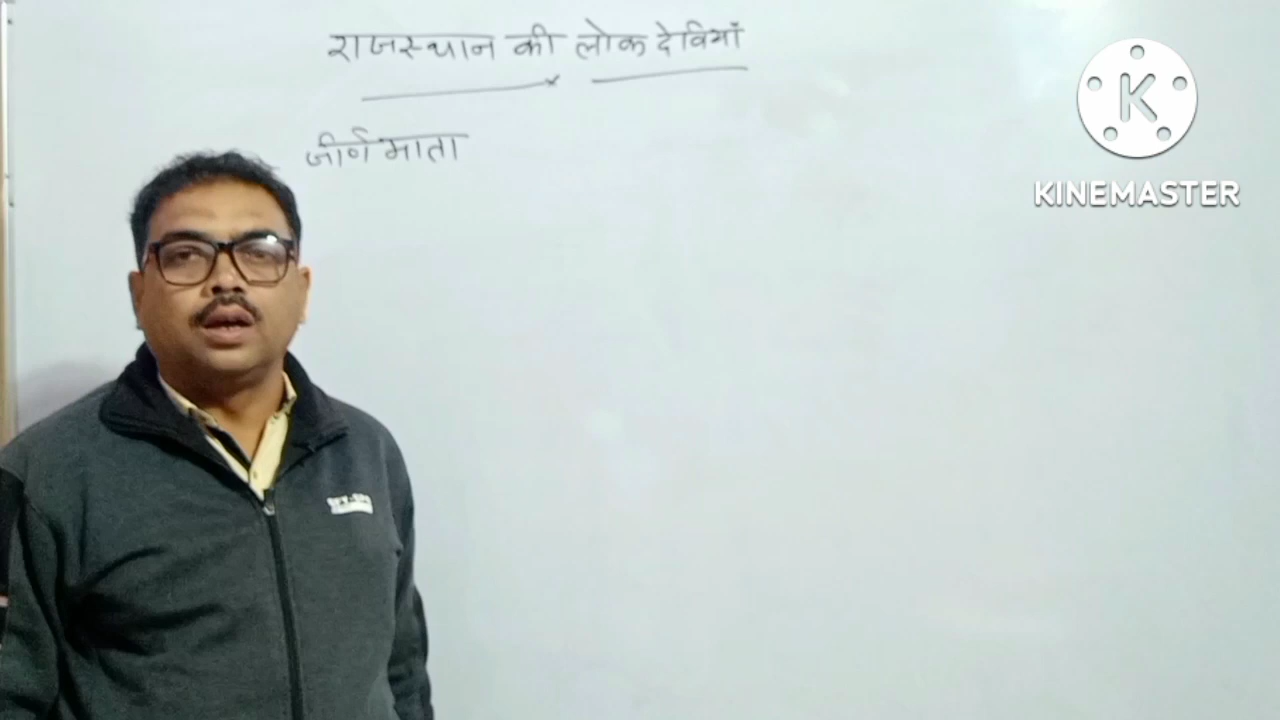 राजस्थान की लोक देवियाँ
जीर्ण माता
K
KINEMASTER